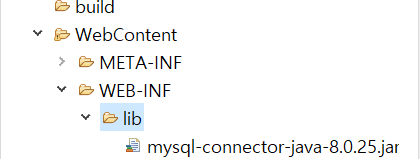 build
WebContent
META-INF
WEB-INF
lib
mysql-connector-java-8.0.25.jar